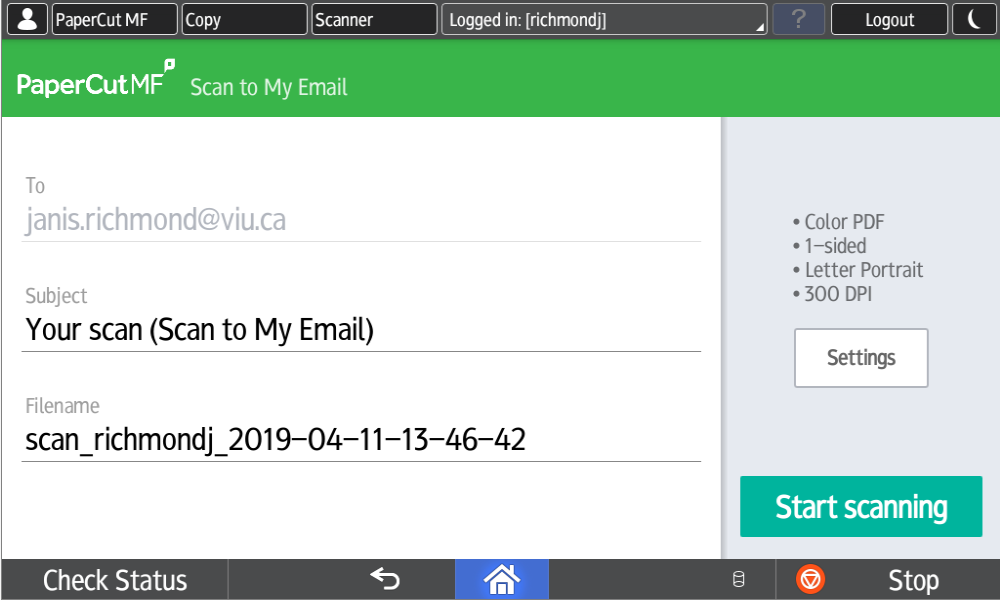 PaperCut MF Copy Scanner Logged in: [richmondj] ? Logout
PaperCut MF Scan to My Email
To
janis.richmond@viu.ca
• Color PDF
• 1-sided
• Letter Portrait
• 300 DPI
Subject
Your scan (Scan to My Email)
Settings
Filename
scan_richmondj_2019-04-11-13-46-42
Start scanning
Check Status Stop